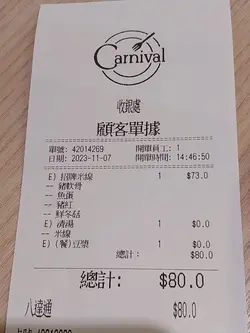 Carnival
收銀處
顧客單據
單號: 42014269 開單員工: 1
日期: 2023-11-07 開單時間: 14:46:50
E) 招牌米線 1 $73.0
-- 豬軟骨
-- 魚蛋
-- 豬紅
-- 鮮冬菇
E) 清湯 1 $0.0
-- 米線
E) (餐)豆漿 1 $0.0
總計: $80.0
總計: $80.0
八達通 $80.0